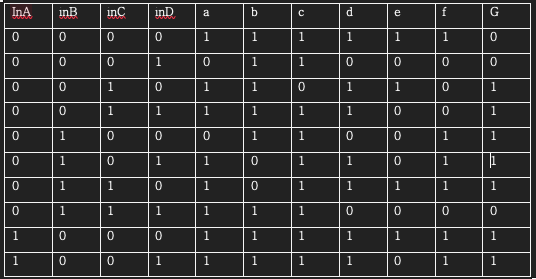 InA inB inC inD a b c d e f G
0 0 0 0 1 1 1 1 1 1 0
0 0 0 1 0 1 1 0 0 0 0
0 0 1 0 1 1 0 1 1 0 1
0 0 1 1 1 1 1 1 0 0 1
0 1 0 0 0 1 1 0 0 1 1
0 1 0 1 1 0 1 1 0 1 1
0 1 1 0 1 0 1 1 1 1 1
0 1 1 1 1 1 1 0 0 0 0
1 0 0 0 1 1 1 1 1 1 1
1 0 0 1 1 1 1 1 0 1 1